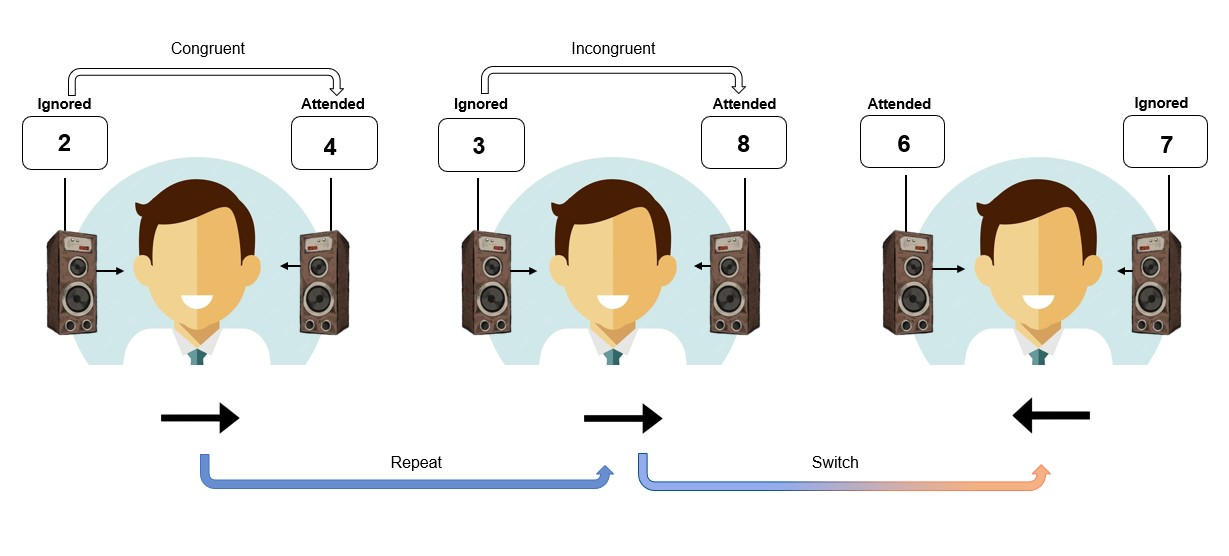 Congruent
Incongruent
Ignored
Attended
Ignored
Attended
Attended
Ignored
2
4
3
8
6
7
Repeat
Switch